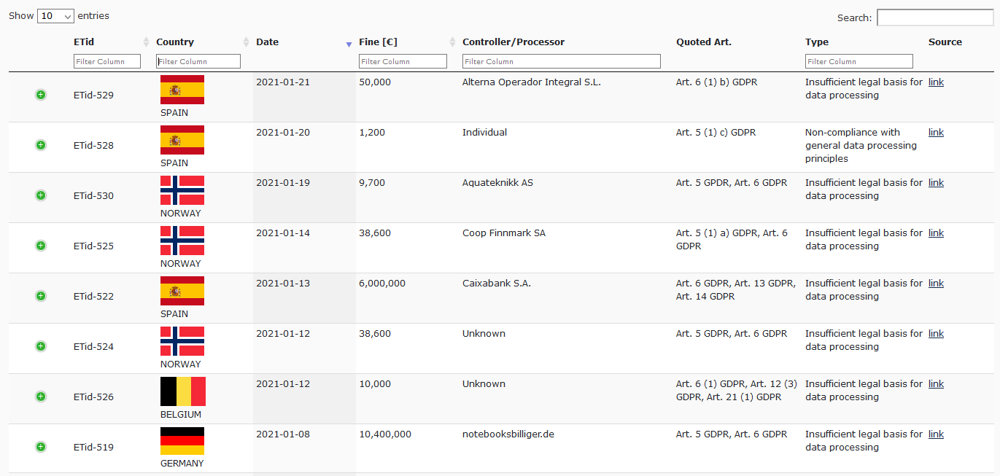 Show 10 entries
Search:
ETid Country Date Fine [€] Controller/Processor Quoted Art. Type Source
Filter Column Filter Column Filter Column Filter Column Filter Column
ETid-529 SPAIN 2021-01-21 50,000 Alterna Operador Integral S.L. Art. 6 (1) b) GDPR Insufficient legal basis for link
data processing
ETid-528 SPAIN 2021-01-20 1,200 Individual Art. 5 (1) c) GDPR Non-compliance with link
general data processing
principles
ETid-530 NORWAY 2021-01-19 9,700 Aquateknikk AS Art. 5 GPDR, Art. 6 GDPR Insufficient legal basis for link
data processing
ETid-525 NORWAY 2021-01-14 38,600 Coop Finnmark SA Art. 5 (1) a) GDPR, Art. 6 Insufficient legal basis for link
GDPR data processing
ETid-522 SPAIN 2021-01-13 6,000,000 Caixabank S.A. Art. 6 GDPR, Art. 13 GDPR, Insufficient legal basis for link
Art. 14 GDPR data processing
ETid-524 NORWAY 2021-01-12 38,600 Unknown Art. 5 GDPR, Art. 6 GDPR Insufficient legal basis for link
data processing
ETid-526 BELGIUM 2021-01-12 10,000 Unknown Art. 6 (1) GDPR, Art. 12 (3) Insufficient legal basis for link
GDPR, Art. 21 (1) GDPR data processing
ETid-519 GERMANY 2021-01-08 10,400,000 notebooksbilliger.de Art. 5 GDPR, Art. 6 GDPR Insufficient legal basis for link
data processing